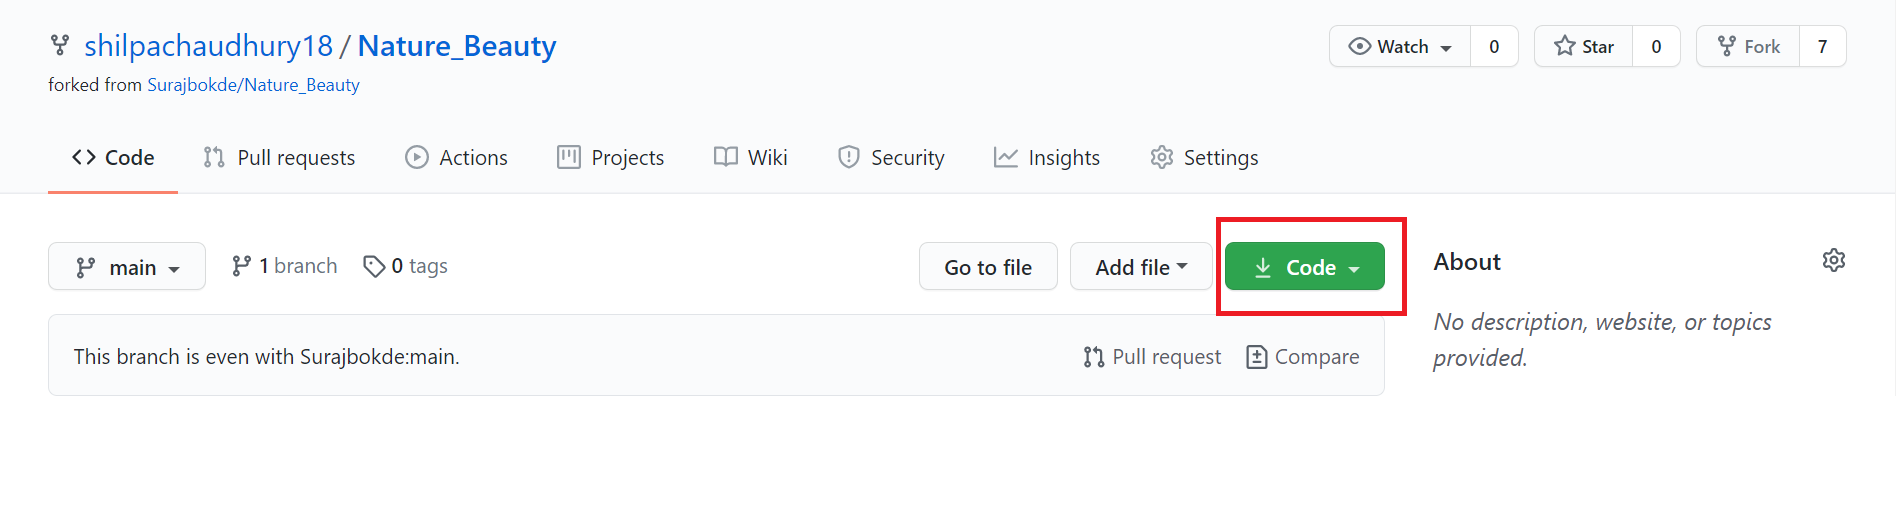 shilpachaudhury18 / Nature_Beauty
Watch 0 Star 0 Fork 7
forked from Surajbokde/Nature_Beauty
Code Pull requests Actions Projects Wiki Security Insights Settings
main 1 branch 0 tags Go to file Add file Code
About
No description, website, or topics
provided.
This branch is even with Surajbokde:main. Pull request Compare